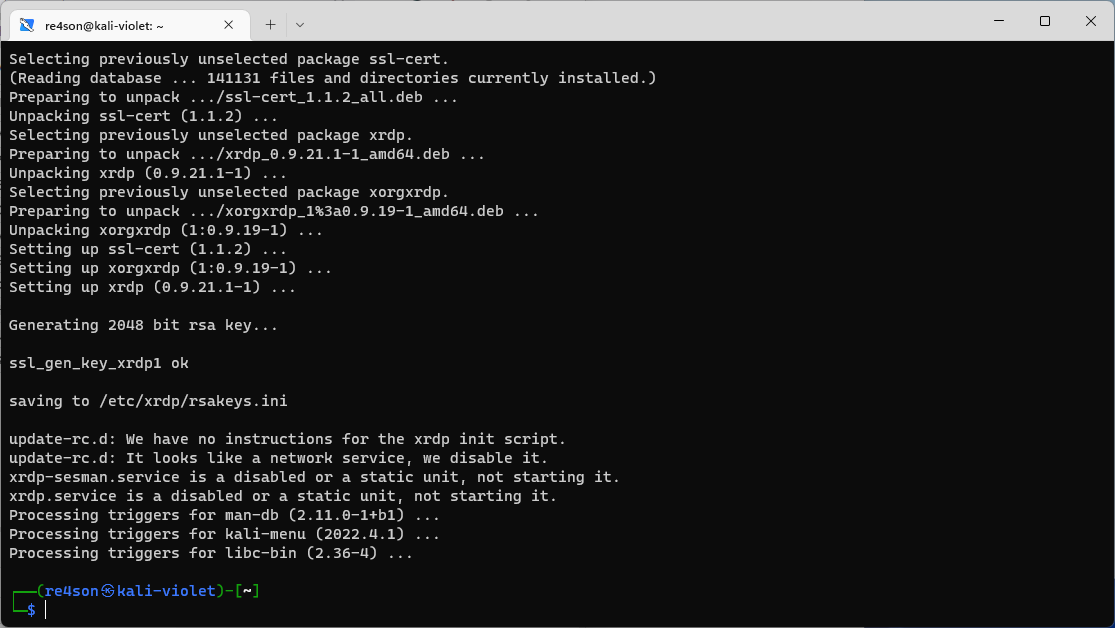 re4son@kali-violet: ~
Selecting previously unselected package ssl-cert.
(Reading database ... 141131 files and directories currently installed.)
Preparing to unpack .../ssl-cert_1.1.2_all.deb ...
Unpacking ssl-cert (1.1.2) ...
Selecting previously unselected package xrdp.
Preparing to unpack .../xrdp_0.9.21.1-1_amd64.deb ...
Unpacking xrdp (0.9.21.1-1) ...
Selecting previously unselected package xorgxrdp.
Preparing to unpack .../xorgxrdp_1%3a0.9.19-1_amd64.deb ...
Unpacking xorgxrdp (1:0.9.19-1) ...
Setting up ssl-cert (1.1.2) ...
Setting up xorgxrdp (1:0.9.19-1) ...
Setting up xrdp (0.9.21.1-1) ...
Generating 2048 bit rsa key...
ssl_gen_key_xrdp1 ok
saving to /etc/xrdp/rsakeys.ini
update-rc.d: We have no instructions for the xrdp init script.
update-rc.d: It looks like a network service, we disable it.
xrdp-sesman.service is a disabled or a static unit, not starting it.
xrdp.service is a disabled or a static unit, not starting it.
Processing triggers for man-db (2.11.0-1+b1) ...
Processing triggers for kali-menu (2022.4.1) ...
Processing triggers for libc-bin (2.36-4) ...
┌──(re4son㉿kali-violet)-[~]
└─$